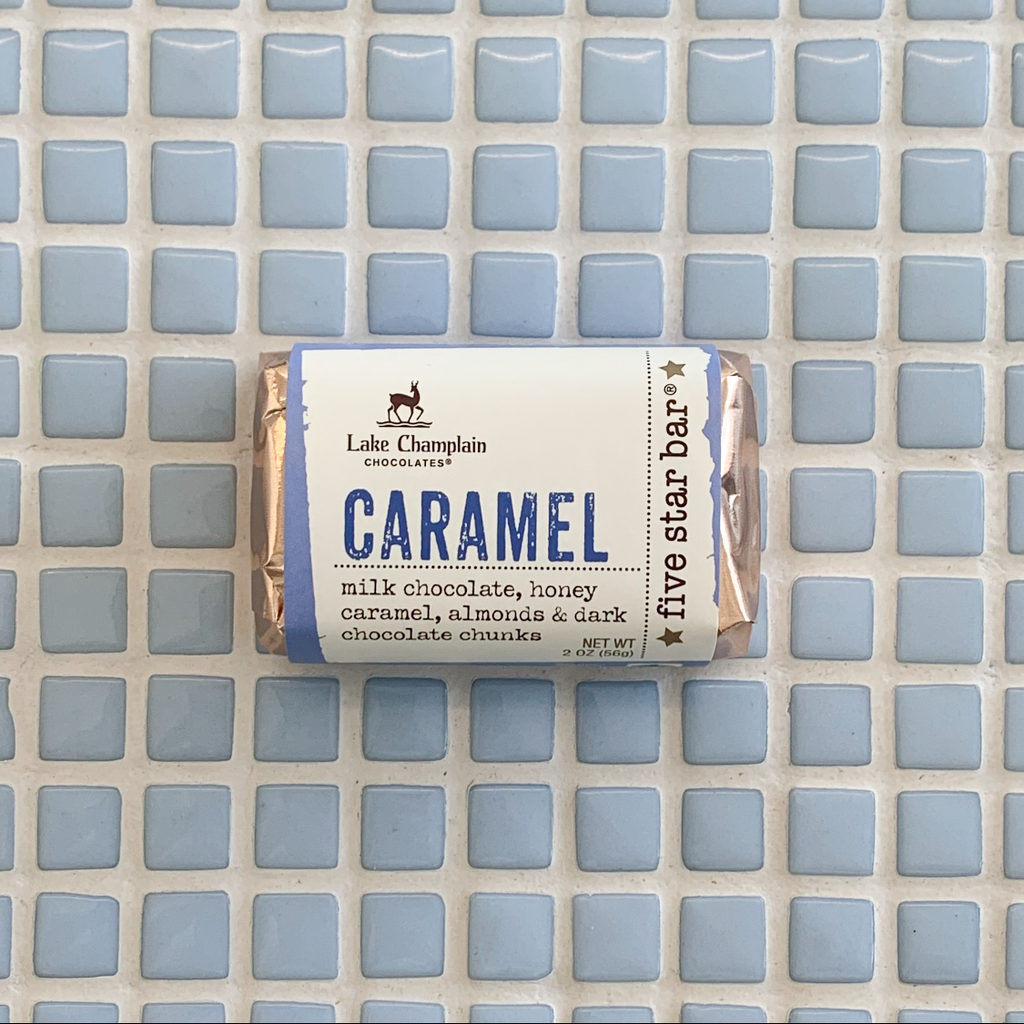 Lake Champlain
CHOCOLATES®
CARAMEL
milk chocolate, honey
caramel, almonds & dark
chocolate chunks
NET WT
2 OZ (56g)
five star bar®